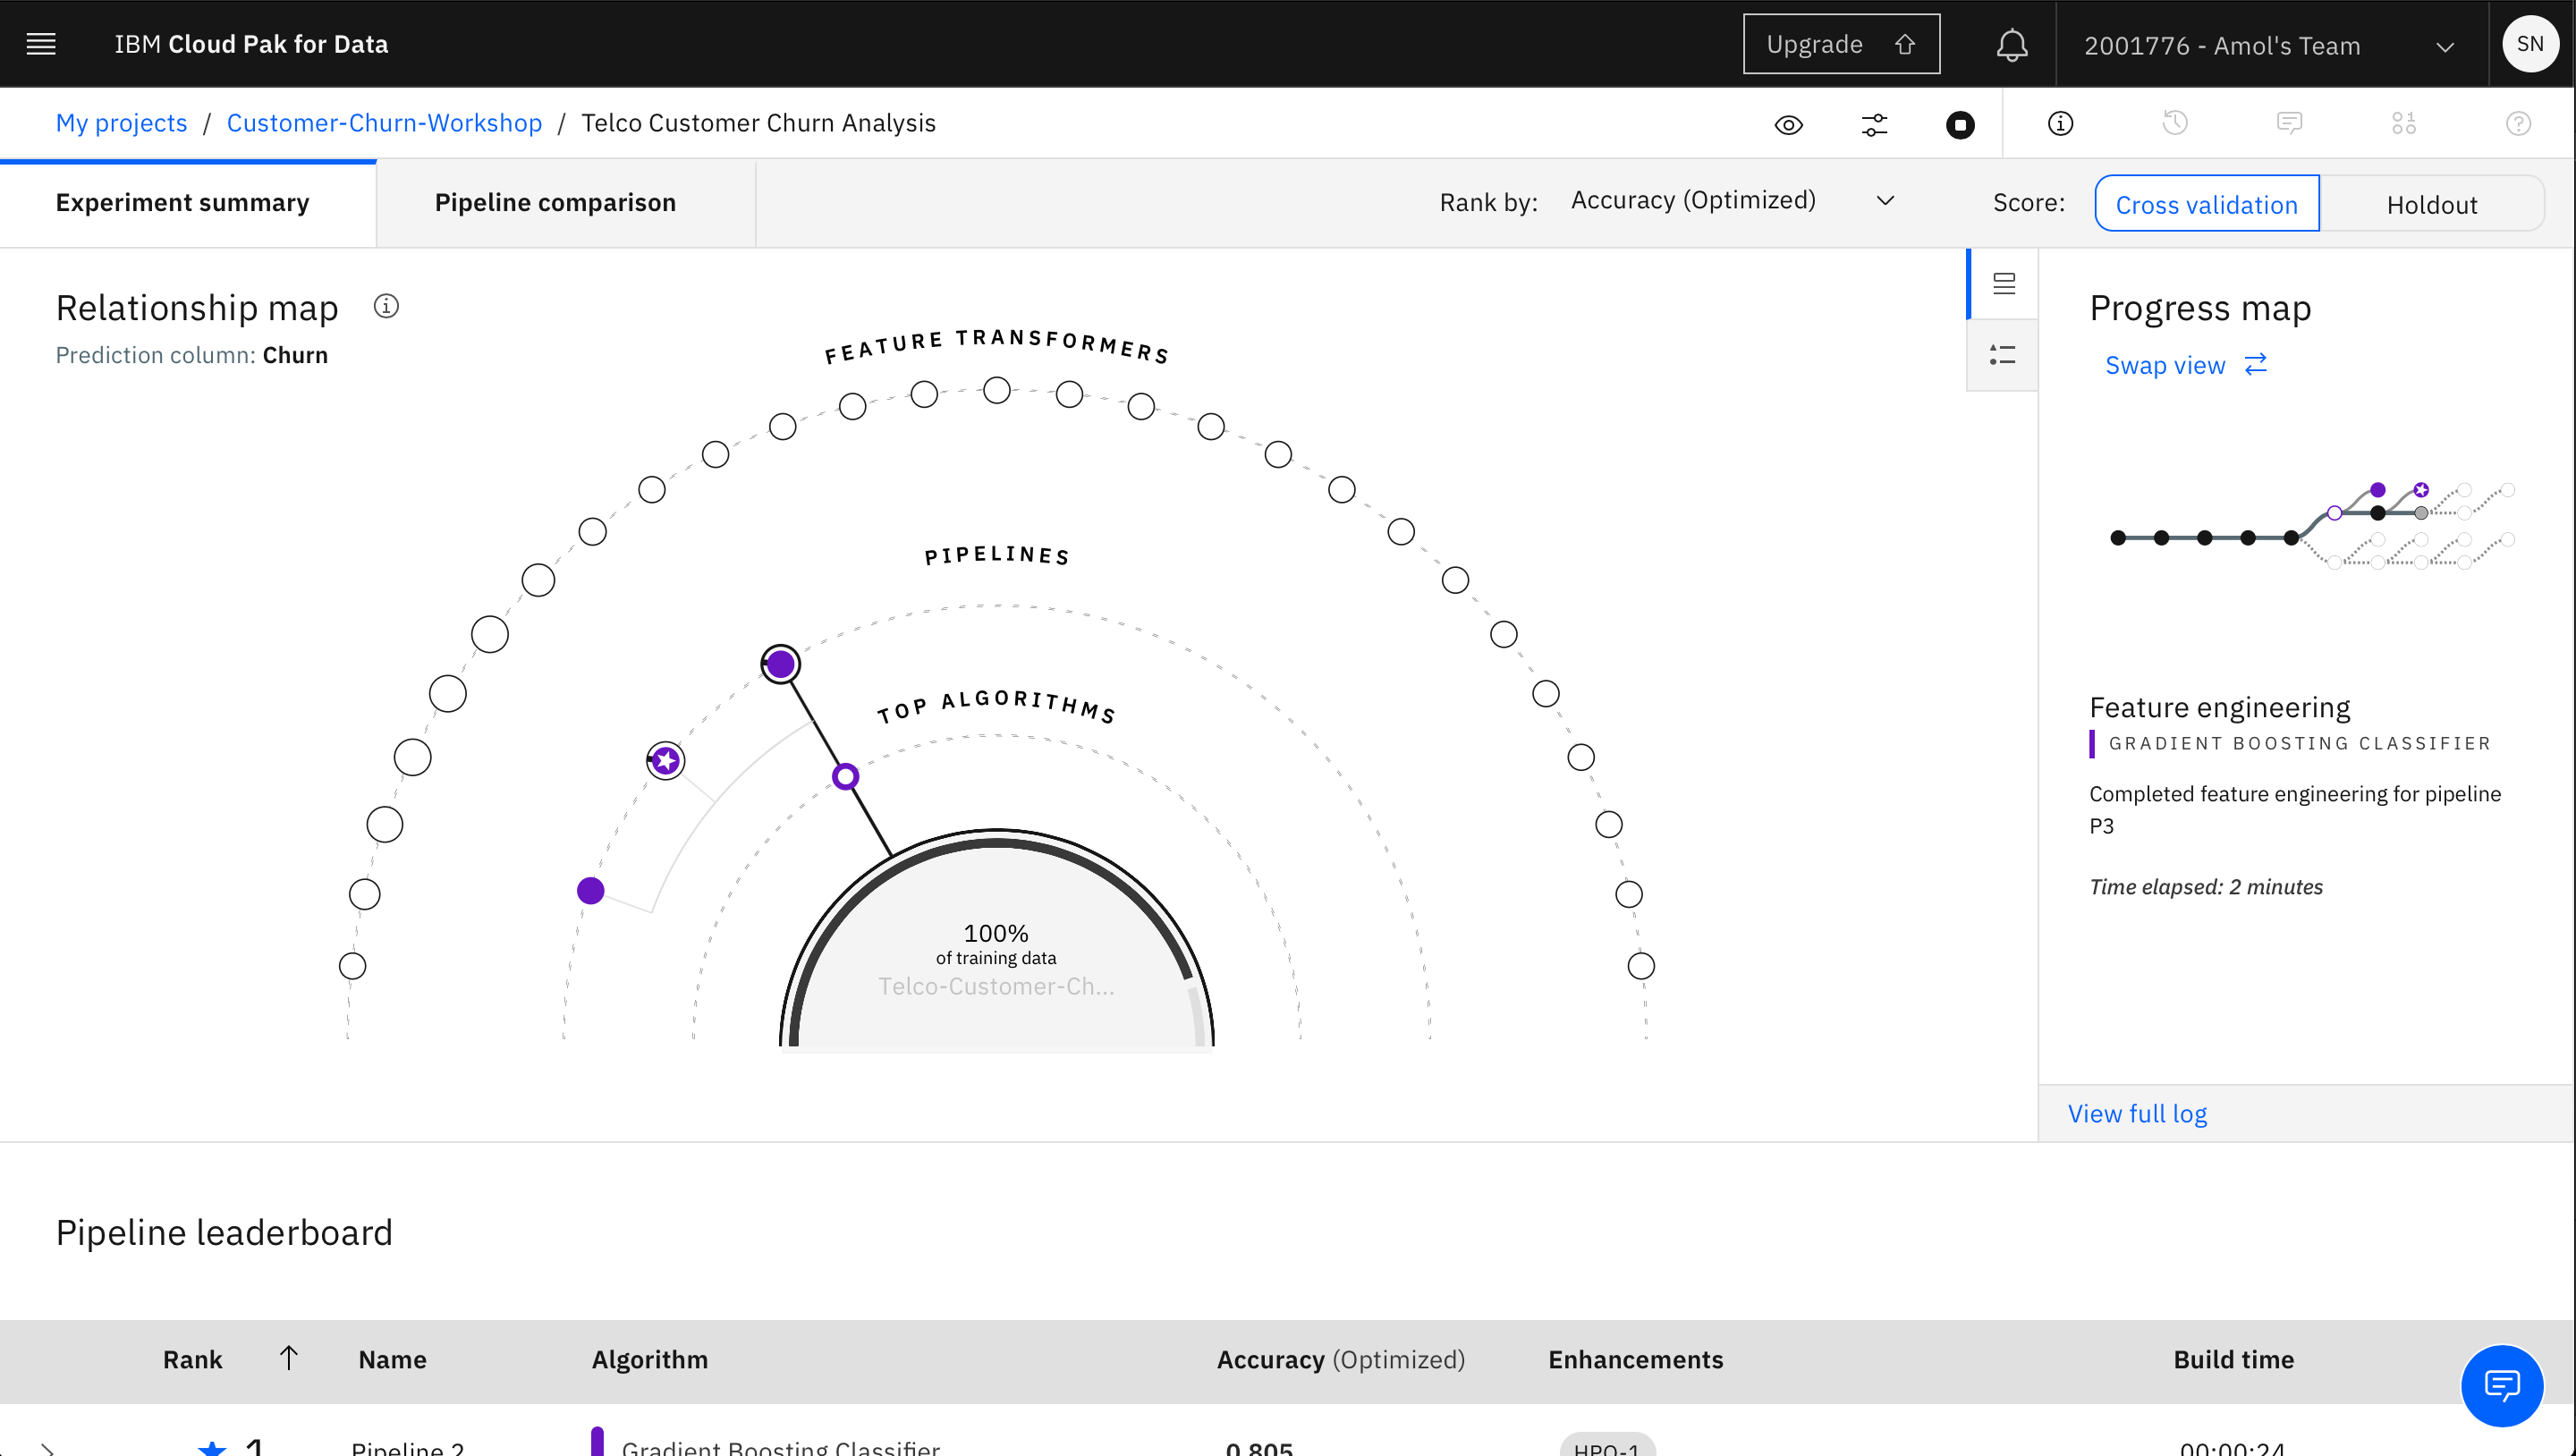 IBM Cloud Pak for Data
Upgrade
2001776 - Amol's Team
SN
My projects / Customer-Churn-Workshop / Telco Customer Churn Analysis
Experiment summary
Pipeline comparison
Rank by: Accuracy (Optimized)
Score: Cross validation Holdout
Relationship map
Prediction column: Churn
FEATURE TRANSFORMERS
PIPELINES
TOP ALGORITHMS
100%
of training data
Telco-Customer-Ch...
Progress map
Swap view
Feature engineering
GRADIENT BOOSTING CLASSIFIER
Completed feature engineering for pipeline
P3
Time elapsed: 2 minutes
View full log
Pipeline leaderboard
Rank Name Algorithm Accuracy (Optimized) Enhancements Build time
1 Pipeline 2 Gradient Boosting Classifier 0.805 HPO-1 00:00:24